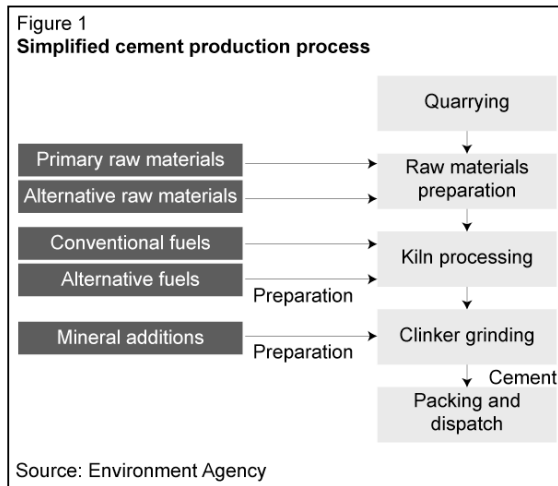 Figure 1
Simplified cement production process
Quarrying
Primary raw materials
Alternative raw materials
Raw materials
preparation
Conventional fuels
Alternative fuels
Preparation
Kiln processing
Mineral additions
Preparation
Clinker grinding
Cement
Packing and
dispatch
Source: Environment Agency